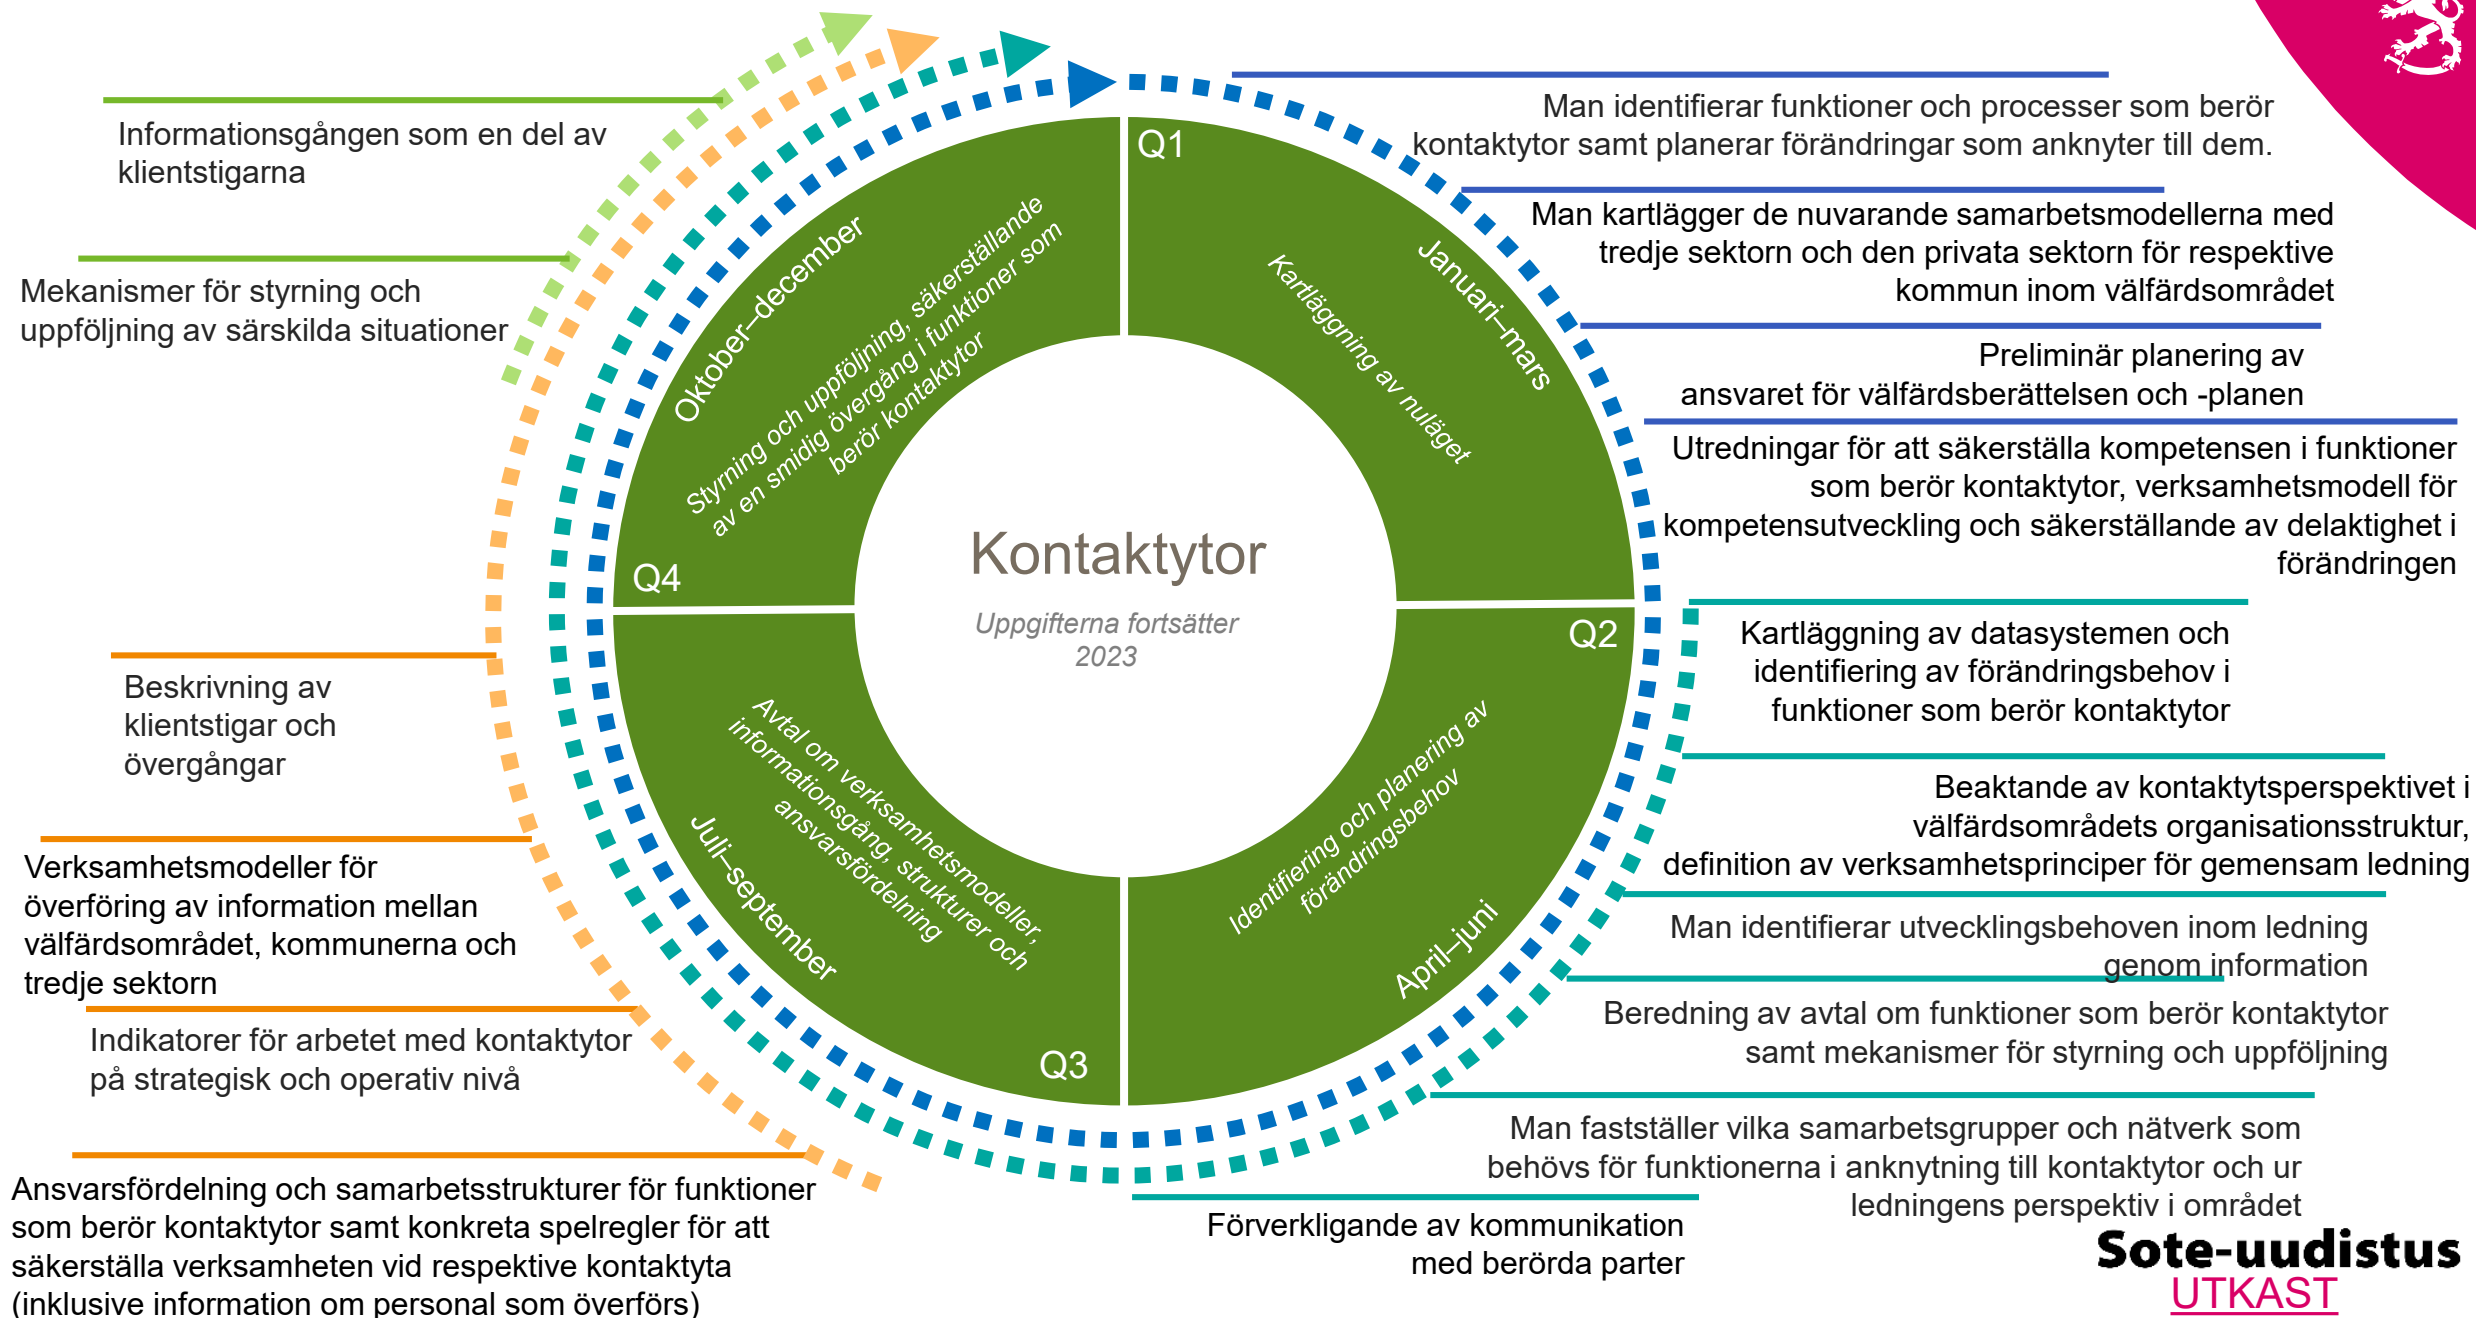 Kontaktytor
Uppgifterna fortsätter
2023
Q1
Januari–mars
Kartläggning av nuläget
Man identifierar funktioner och processer som berör
kontaktytor samt planerar förändringar som anknyter till dem.
Man kartlägger de nuvarande samarbetsmodellerna med
tredje sektorn och den privata sektorn för respektive
kommun inom välfärdsområdet
Preliminär planering av
ansvaret för välfärdsberättelsen och -planen
Utredningar för att säkerställa kompetensen i funktioner
som berör kontaktytor, verksamhetsmodell för
kompetensutveckling och säkerställande av delaktighet i
förändringen
Q2
April–juni
Identifiering och planering av
förändringsbehov
Kartläggning av datasystemen och
identifiering av förändringsbehov i
funktioner som berör kontaktytor
Beaktande av kontaktytsperspektivet i
välfärdsområdets organisationsstruktur,
definition av verksamhetsprinciper för gemensam ledning
Man identifierar utvecklingsbehoven inom ledning
genom information
Beredning av avtal om funktioner som berör kontaktytor
samt mekanismer för styrning och uppföljning
Man fastställer vilka samarbetsgrupper och nätverk som
behövs för funktionerna i anknytning till kontaktytor och ur
ledningens perspektiv i området
Förverkligande av kommunikation
med berörda parter
Q3
Juli–september
Avtal om verksamhetsmodeller,
informationsgång, strukturer och
ansvarsfördelning
Ansvarsfördelning och samarbetsstrukturer för funktioner
som berör kontaktytor samt konkreta spelregler för att
säkerställa verksamheten vid respektive kontaktyta
(inklusive information om personal som överförs)
Indikatorer för arbetet med kontaktytor
på strategisk och operativ nivå
Verksamhetsmodeller för
överföring av information mellan
välfärdsområdet, kommunerna och
tredje sektorn
Beskrivning av
klientstigar och
övergångar
Q4
Oktober–december
Styrning och uppföljning, säkerställande
av en smidig övergång i funktioner som
berör kontaktytor
Mekanismer för styrning och
uppföljning av särskilda situationer
Informationsgången som en del av
klientstigarna
Sote-uudistus
UTKAST